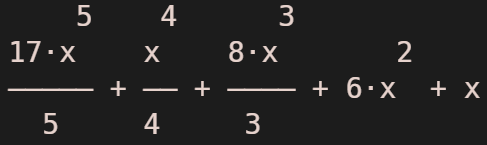 5    4      3
17·x    x    8·x         2
───── + ── + ──── + 6·x  + x
  5     4     3